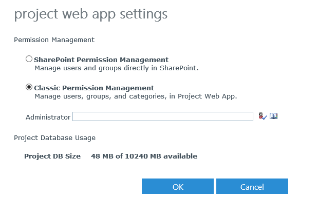 project web app settings
Permission Management
SharePoint Permission Management
Manage users and groups directly in SharePoint.
Classic Permission Management
Manage users, groups, and categories, in Project Web App.
Administrator
Project Database Usage
Project DB Size 48 MB of 10240 MB available
OK Cancel